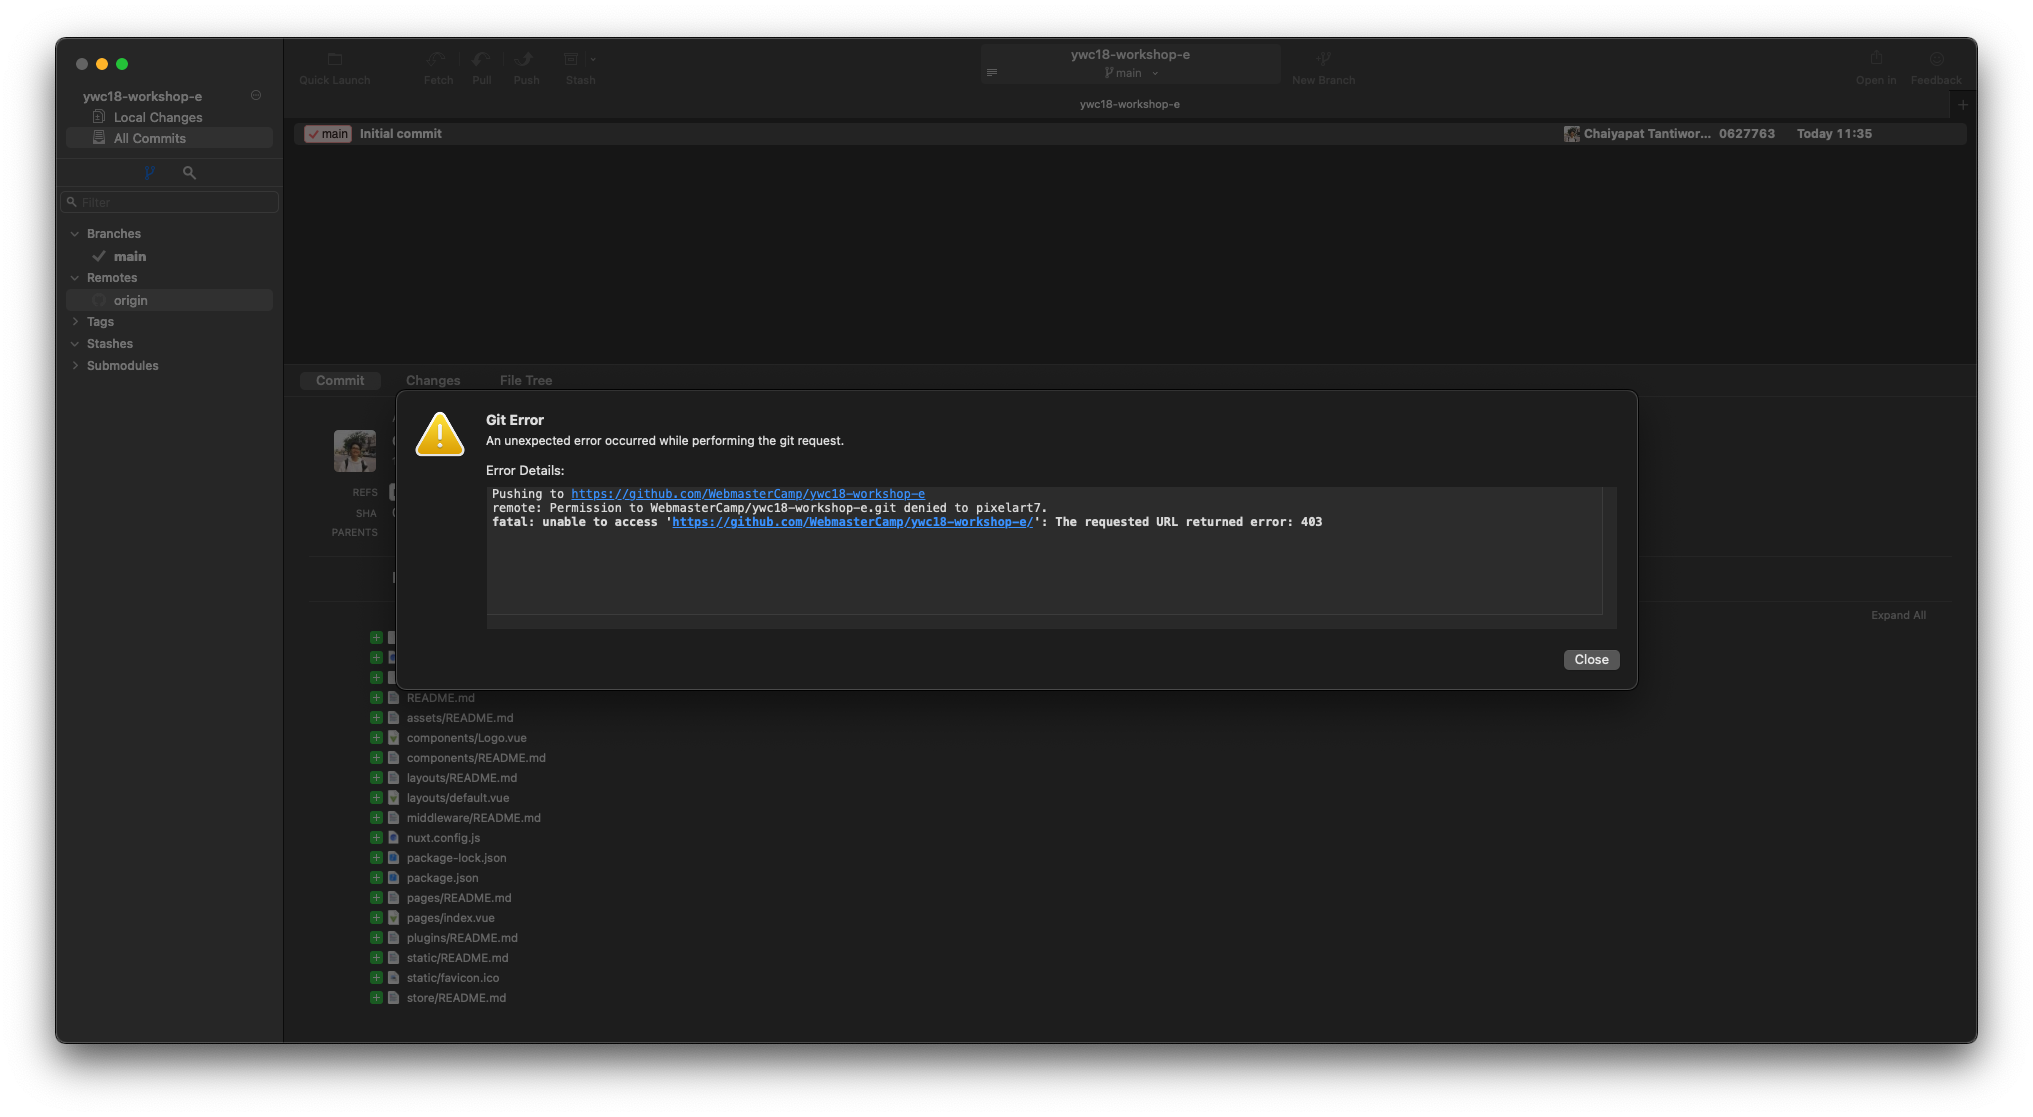 Quick Launch
Fetch
Pull
Push
Stash
ywc18-workshop-e
main
New Branch
Open in
Feedback
ywc18-workshop-e
ywc18-workshop-e
Local Changes
All Commits
Filter
Branches
main
Remotes
origin
Tags
Stashes
Submodules
main Initial commit Chaiyapat Tantiwor... 0627763 Today 11:35
Commit Changes File Tree
REFS
SHA
PARENTS
Git Error
An unexpected error occurred while performing the git request.
Error Details:
Pushing to https://github.com/WebmasterCamp/ywc18-workshop-e
remote: Permission to WebmasterCamp/ywc18-workshop-e.git denied to pixelart7.
fatal: unable to access 'https://github.com/WebmasterCamp/ywc18-workshop-e/': The requested URL returned error: 403
Close
Expand All
README.md
assets/README.md
components/Logo.vue
components/README.md
layouts/README.md
layouts/default.vue
middleware/README.md
nuxt.config.js
package-lock.json
package.json
pages/README.md
pages/index.vue
plugins/README.md
static/README.md
static/favicon.ico
store/README.md